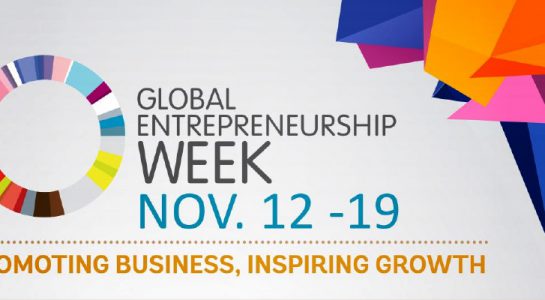 GLOBAL
ENTREPRENEURSHIP
WEEK
NOV. 12 -19
OMOTING BUSINESS, INSPIRING GROWTH